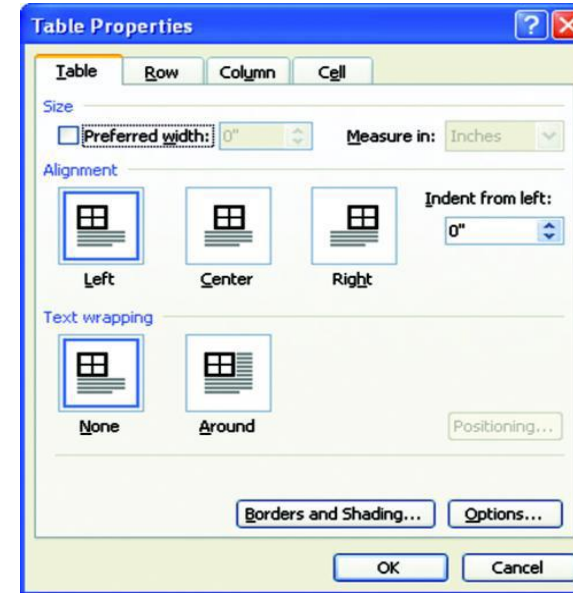 Table Properties
Table Row Column Cell
Size
Preferred width: 0" Measure in: Inches
Alignment
Indent from left:
0"
Left Center Right
Text wrapping
None Around Positioning...
Borders and Shading... Options...
OK Cancel